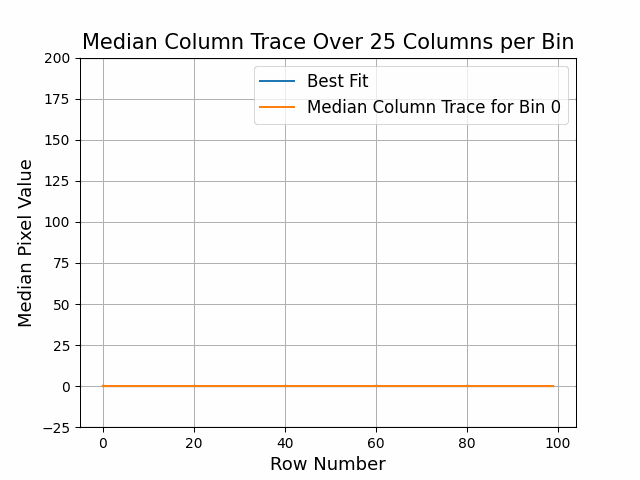 Median Column Trace Over 25 Columns per Bin
Best Fit
Median Column Trace for Bin 0
Median Pixel Value
200
175
150
125
100
75
50
25
0
−25
0 20 40 60 80 100
Row Number